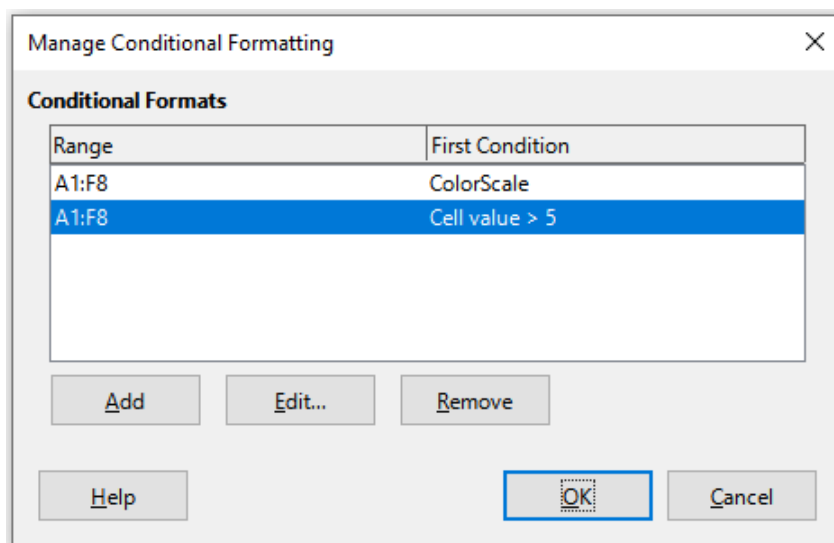 Manage Conditional Formatting
Conditional Formats
Range First Condition
A1:F8 ColorScale
A1:F8 Cell value > 5
Add Edit... Remove
Help OK Cancel